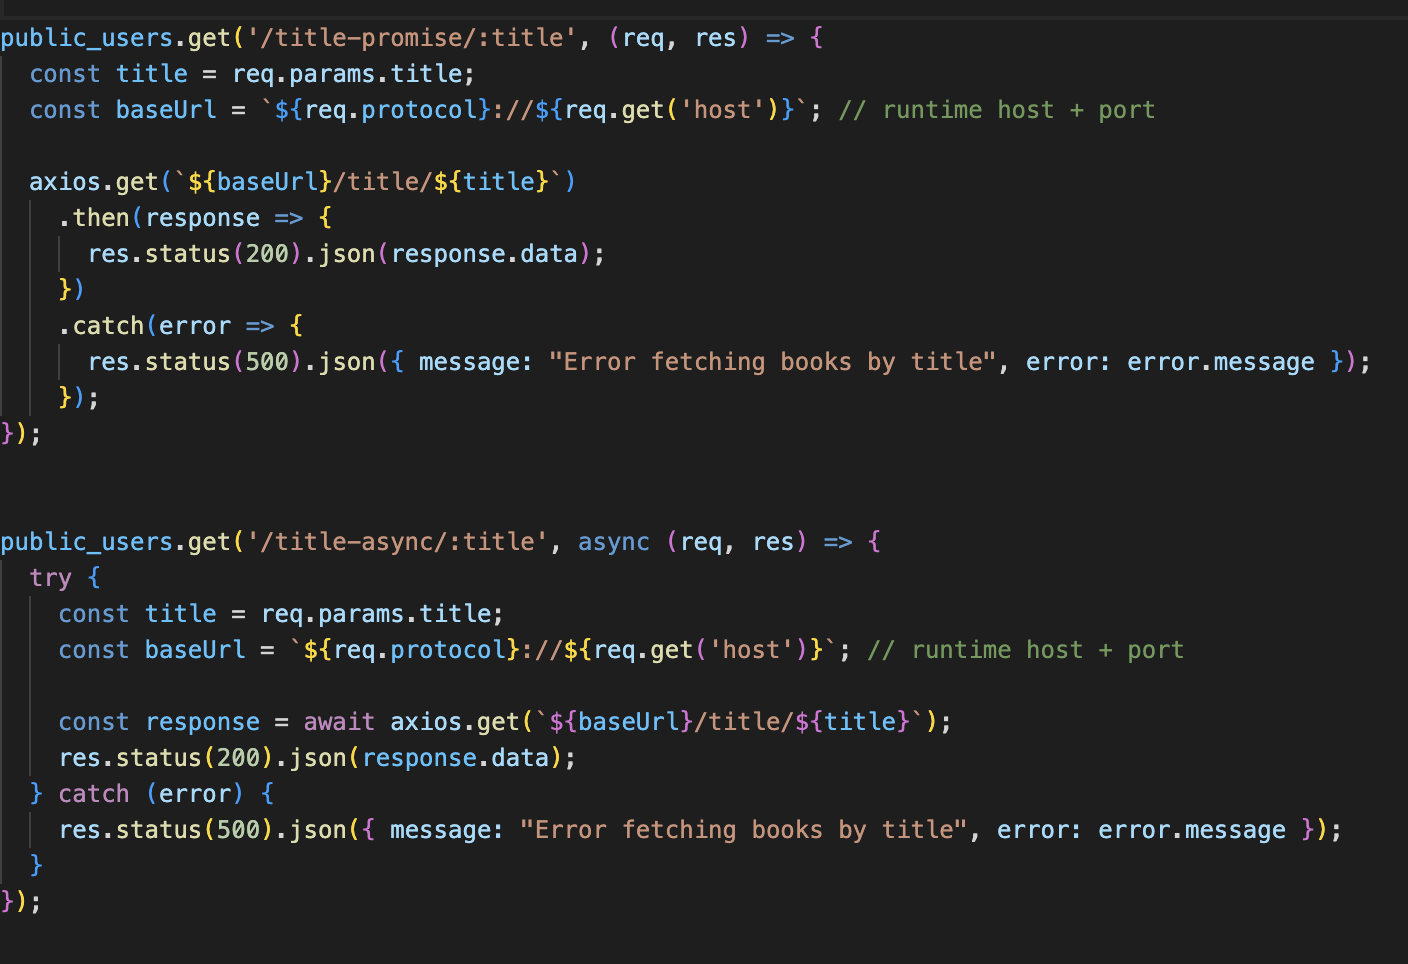 public_users.get('/title-promise/:title', (req, res) => {
  const title = req.params.title;
  const baseUrl = `${req.protocol}://${req.get('host')}`; // runtime host + port

  axios.get(`${baseUrl}/title/${title}`)
    .then(response => {
      res.status(200).json(response.data);
    })
    .catch(error => {
      res.status(500).json({ message: "Error fetching books by title", error: error.message });
    });
});


public_users.get('/title-async/:title', async (req, res) => {
  try {
    const title = req.params.title;
    const baseUrl = `${req.protocol}://${req.get('host')}`; // runtime host + port

    const response = await axios.get(`${baseUrl}/title/${title}`);
    res.status(200).json(response.data);
  } catch (error) {
    res.status(500).json({ message: "Error fetching books by title", error: error.message });
  }
});